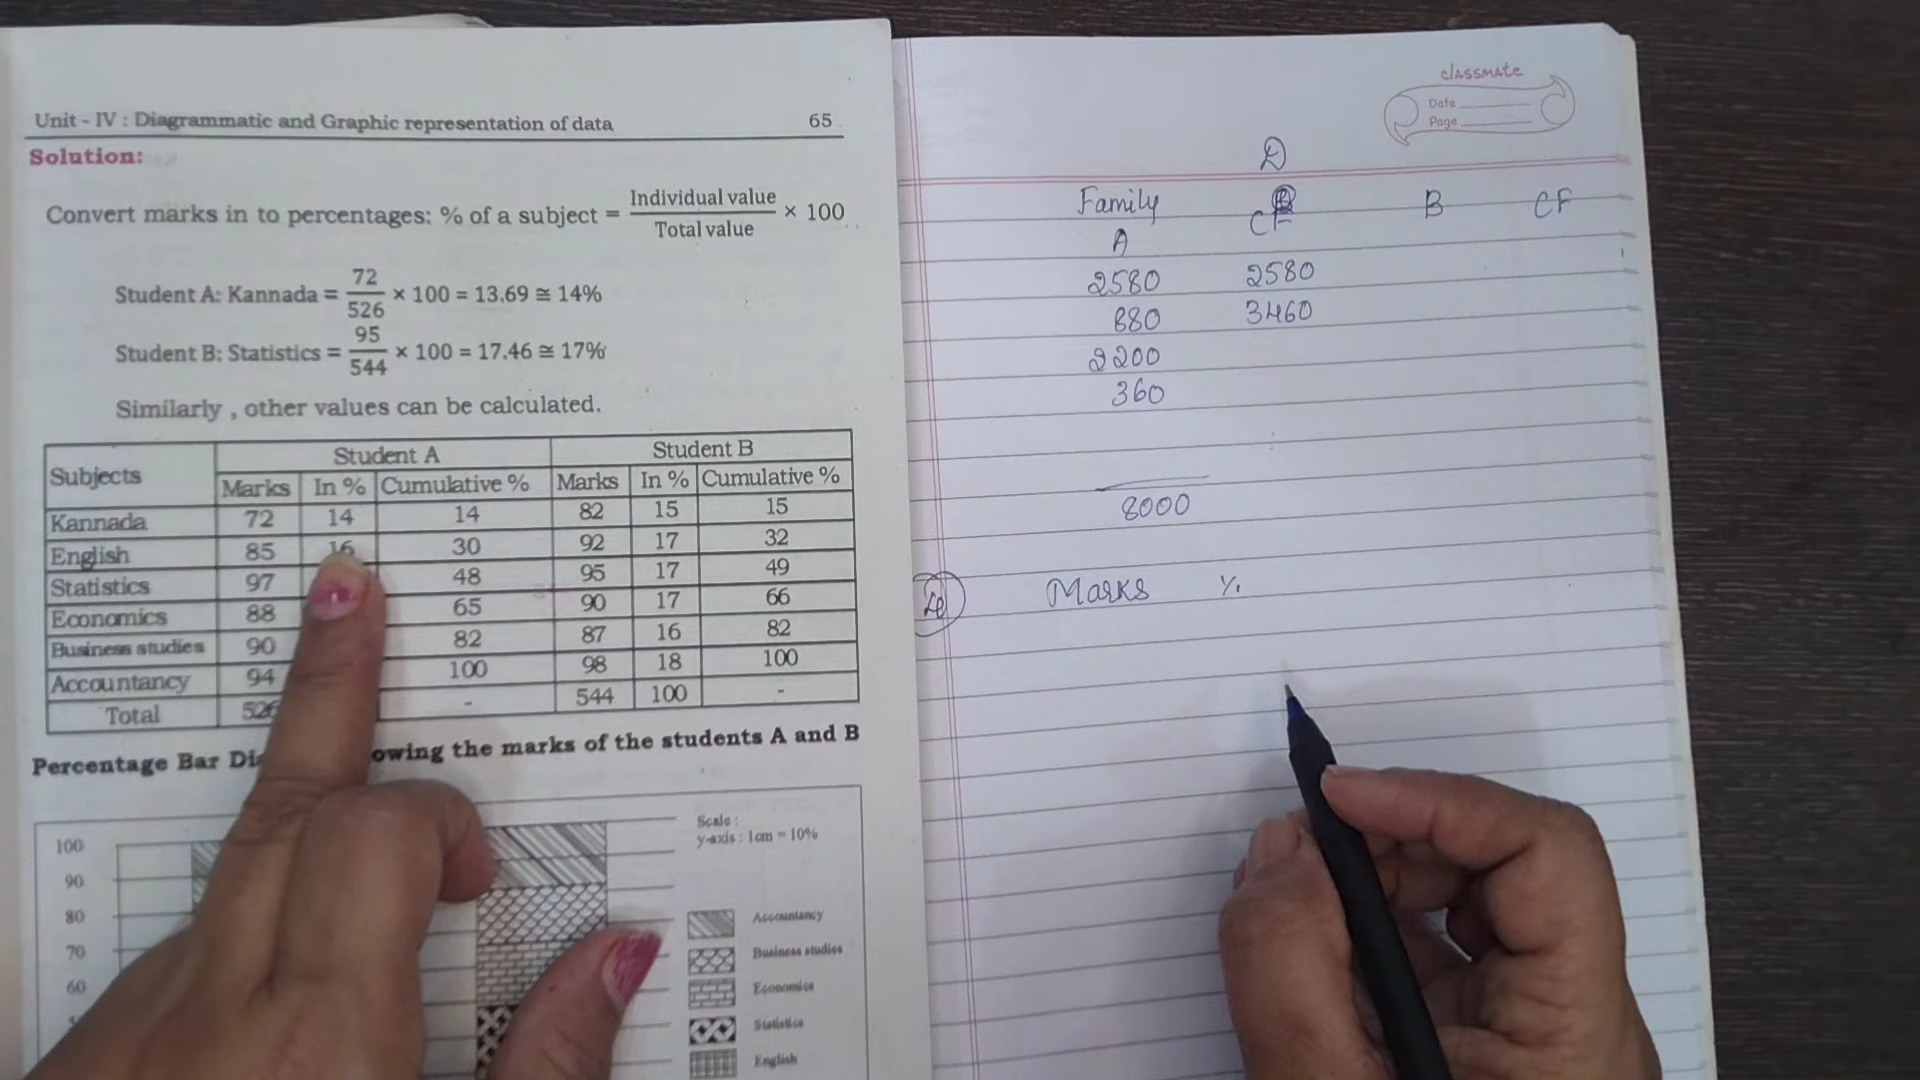 Unit - IV : Diagrammatic and Graphic representation of data 65
Solution:
Convert marks in to percentages: % of a subject = Individual value / Total value × 100
Student A: Kannada = 72/526 × 100 = 13.69 ≅ 14%
Student B: Statistics = 95/544 × 100 = 17.46 ≅ 17%
Similarly , other values can be calculated.
Subjects Student A Student B
Marks In % Cumulative % Marks In % Cumulative %
Kannada 72 14 14 82 15 15
English 85 16 30 92 17 32
Statistics 97 48 95 17 49
Economics 88 65 90 17 66
Business studies 90 82 87 16 82
Accountancy 94 100 98 18 100
Total 526 - 544 100 -
Percentage Bar owing the marks of the students A and B
Scale :
y-axis : 1cm = 10%
100
90
80
70
60
Accountancy
Business studies
Economics
Statistics
English
classmate
Date
Page
Family CF B CF
A
2580 2580
880 3460
2200
360
8000
Marks %